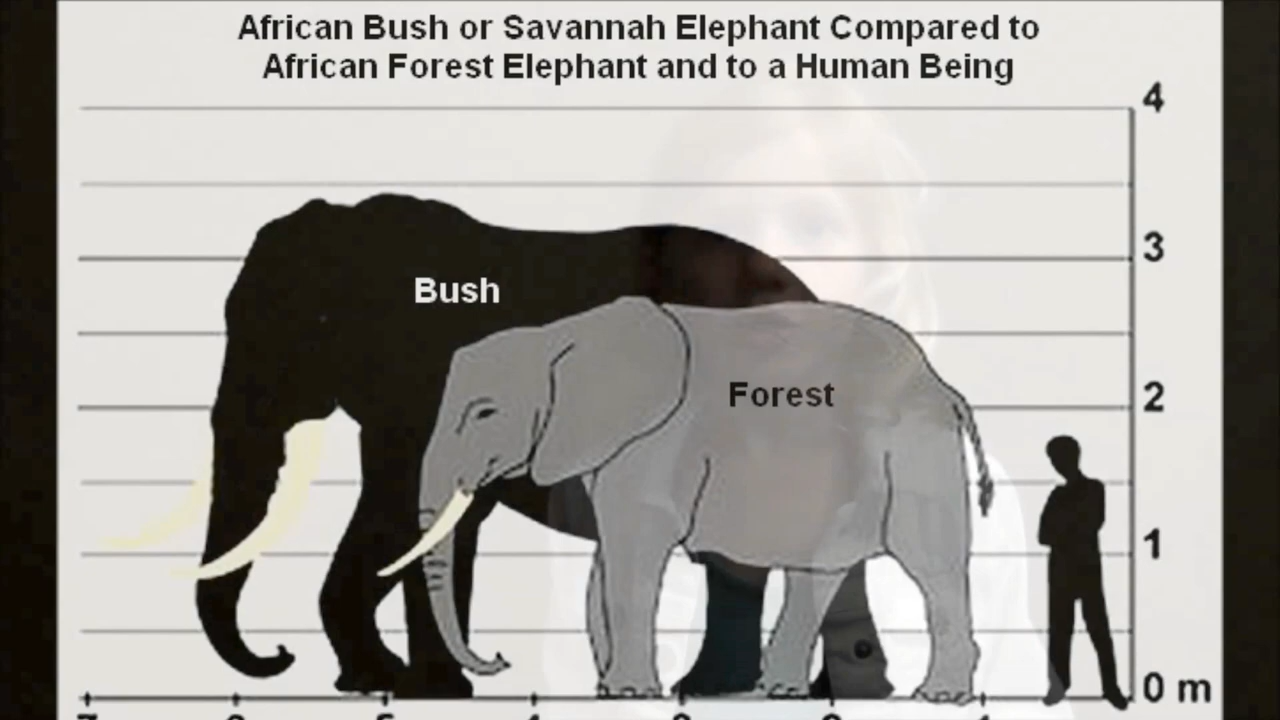 African Bush or Savannah Elephant Compared to
African Forest Elephant and to a Human Being
4
3
Bush
Forest
2
1
0 m